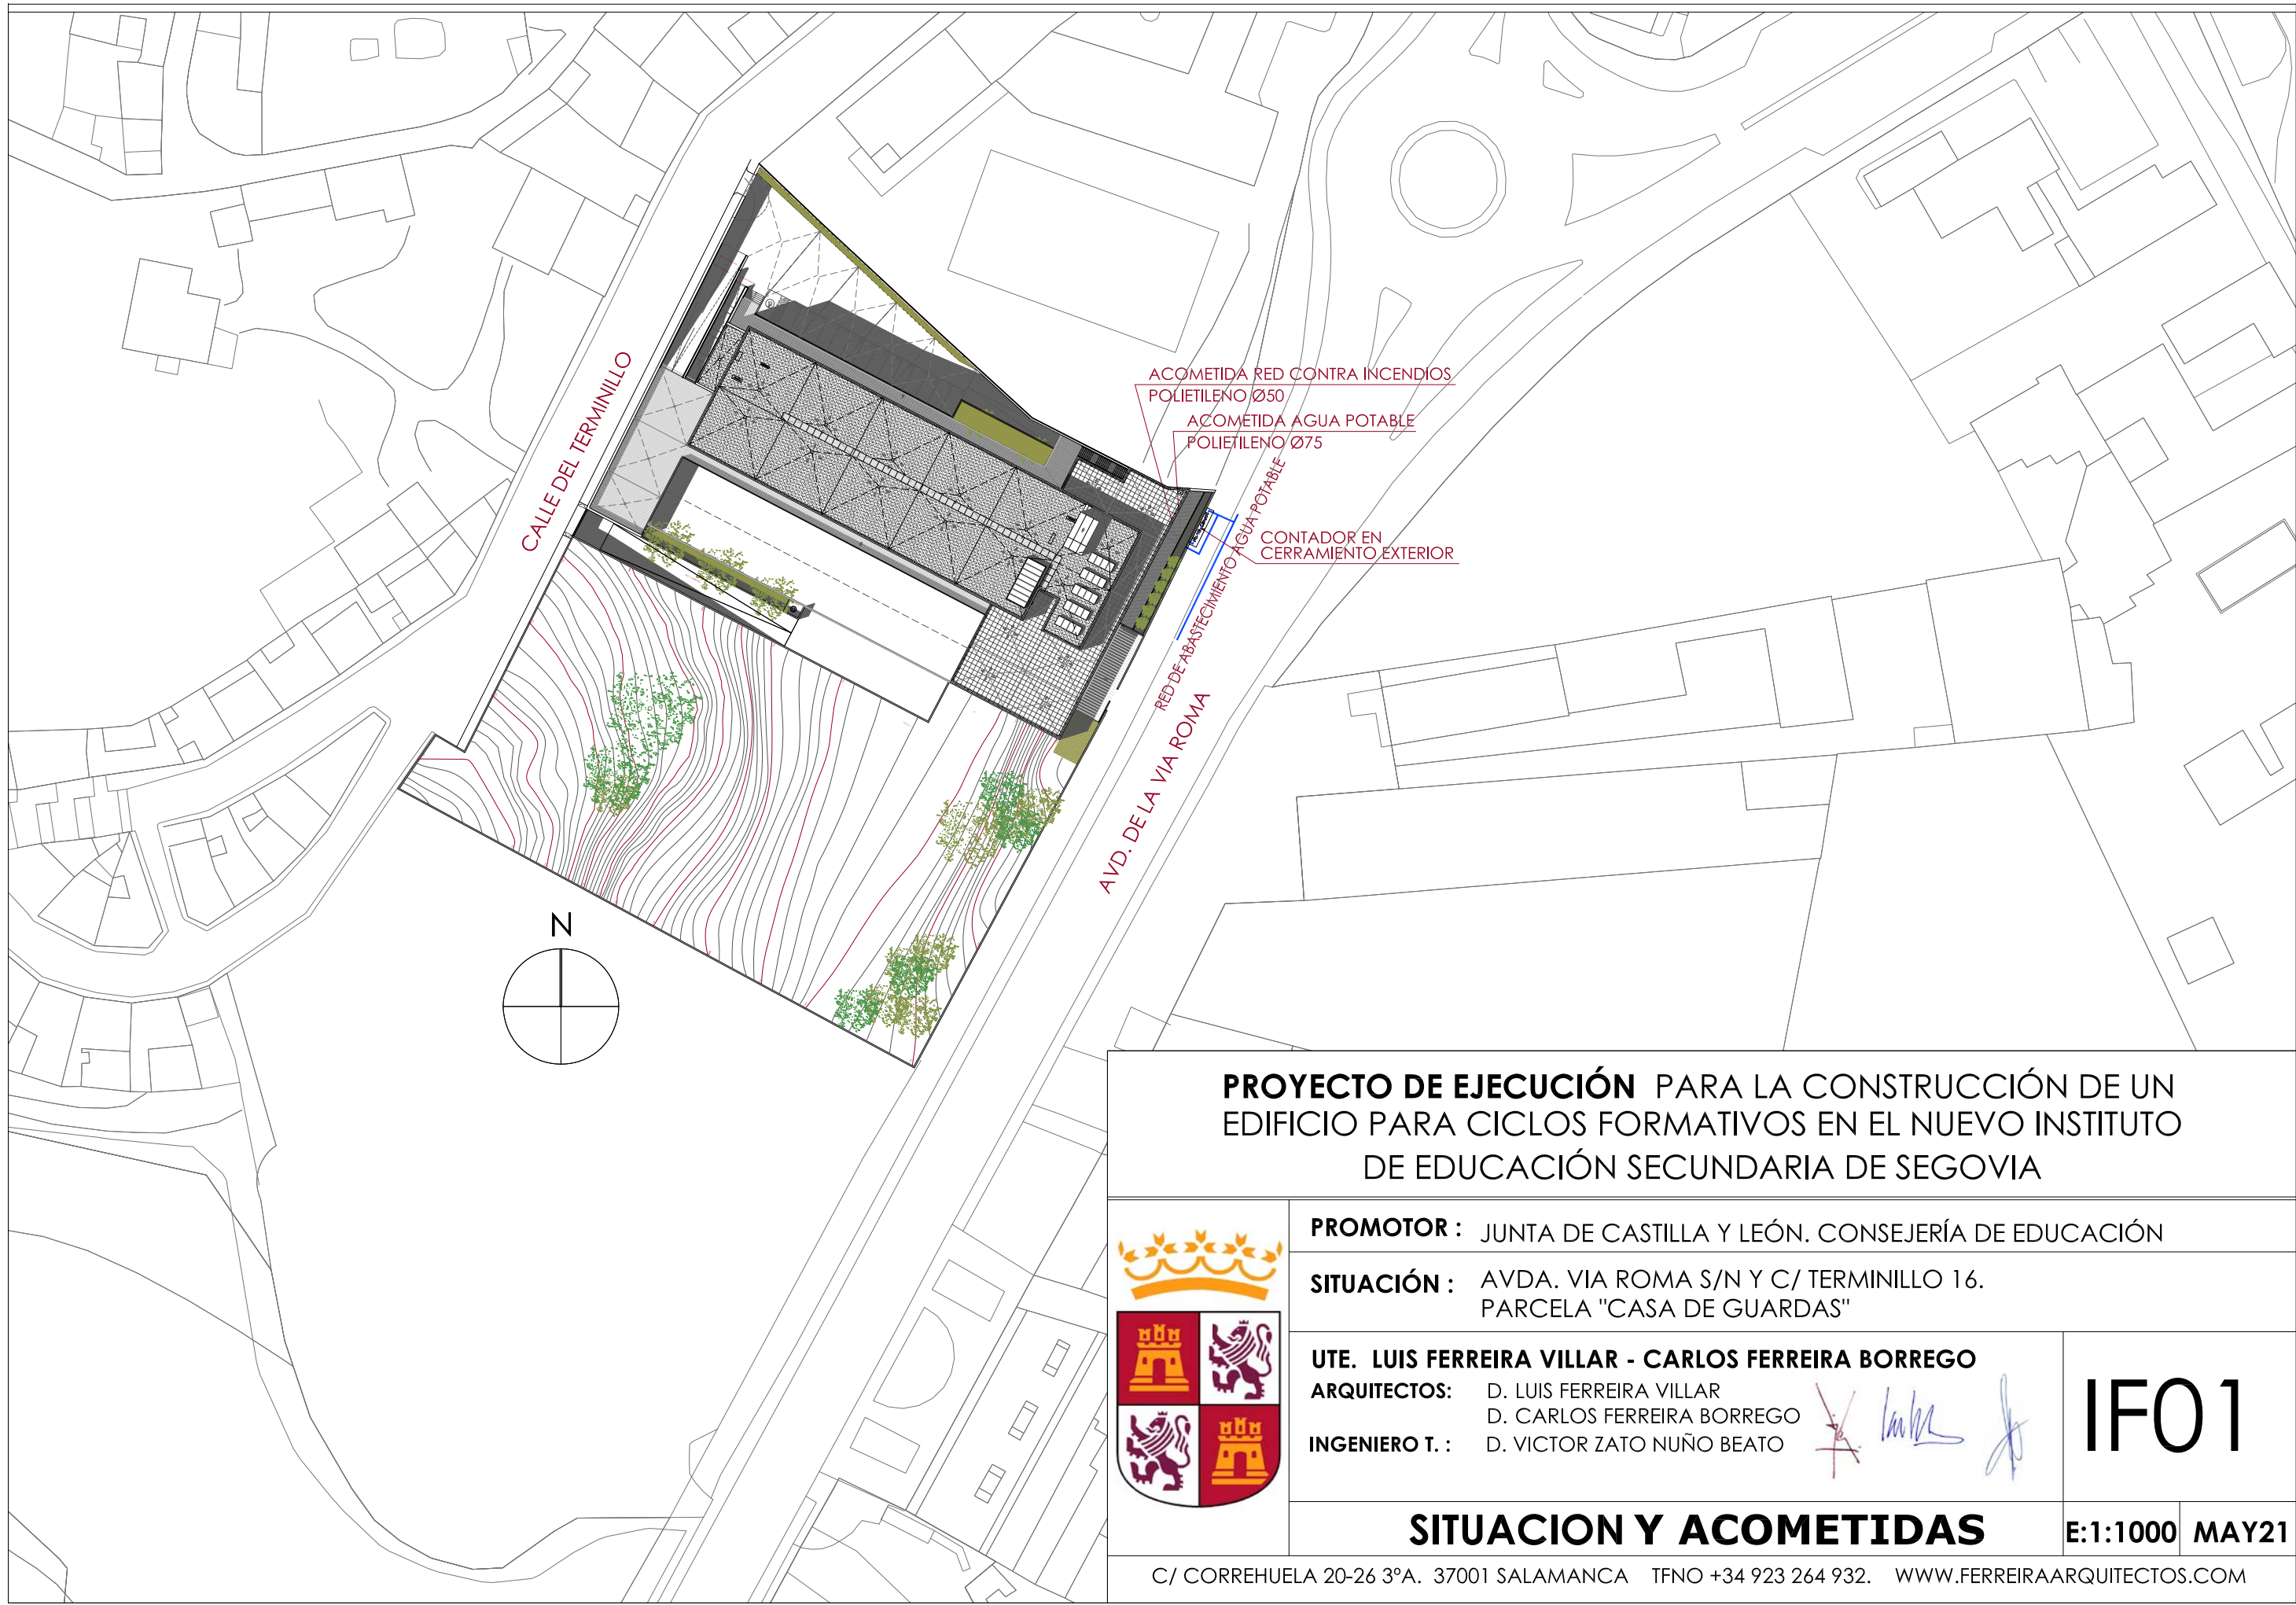 CALLE DEL TERMINILLO
ACOMETIDA RED CONTRA INCENDIOS
POLIETILENO Ø50
ACOMETIDA AGUA POTABLE
POLIETILENO Ø75
RED DE ABASTECIMIENTO AGUA POTABLE
CONTADOR EN
CERRAMIENTO EXTERIOR
AVD. DE LA VIA ROMA
N
PROYECTO DE EJECUCIÓN PARA LA CONSTRUCCIÓN DE UN
EDIFICIO PARA CICLOS FORMATIVOS EN EL NUEVO INSTITUTO
DE EDUCACIÓN SECUNDARIA DE SEGOVIA
PROMOTOR : JUNTA DE CASTILLA Y LEÓN. CONSEJERÍA DE EDUCACIÓN
SITUACIÓN : AVDA. VIA ROMA S/N Y C/ TERMINILLO 16.
PARCELA "CASA DE GUARDAS"
UTE. LUIS FERREIRA VILLAR - CARLOS FERREIRA BORREGO
ARQUITECTOS: D. LUIS FERREIRA VILLAR
D. CARLOS FERREIRA BORREGO
INGENIERO T. : D. VICTOR ZATO NUÑO BEATO
IF01
SITUACION Y ACOMETIDAS
E:1:1000 MAY21
C/ CORREHUELA 20-26 3ºA. 37001 SALAMANCA TFNO +34 923 264 932. WWW.FERREIRAARQUITECTOS.COM